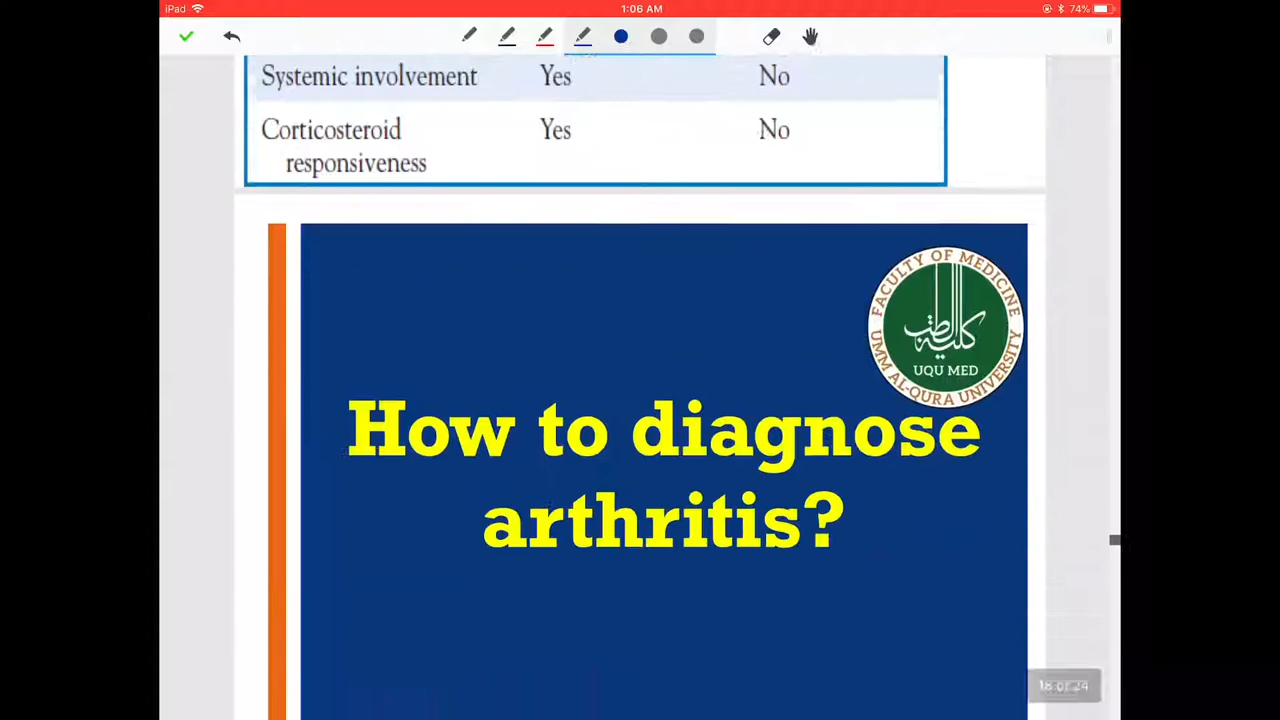 iPad
1:06 AM
74%
Systemic involvement Yes No
Corticosteroid Yes No
responsiveness
FACULTY OF MEDICINE
كلية الطب
UQU MED
UMM AL-QURA UNIVERSITY
How to diagnose
arthritis?
18 of 24